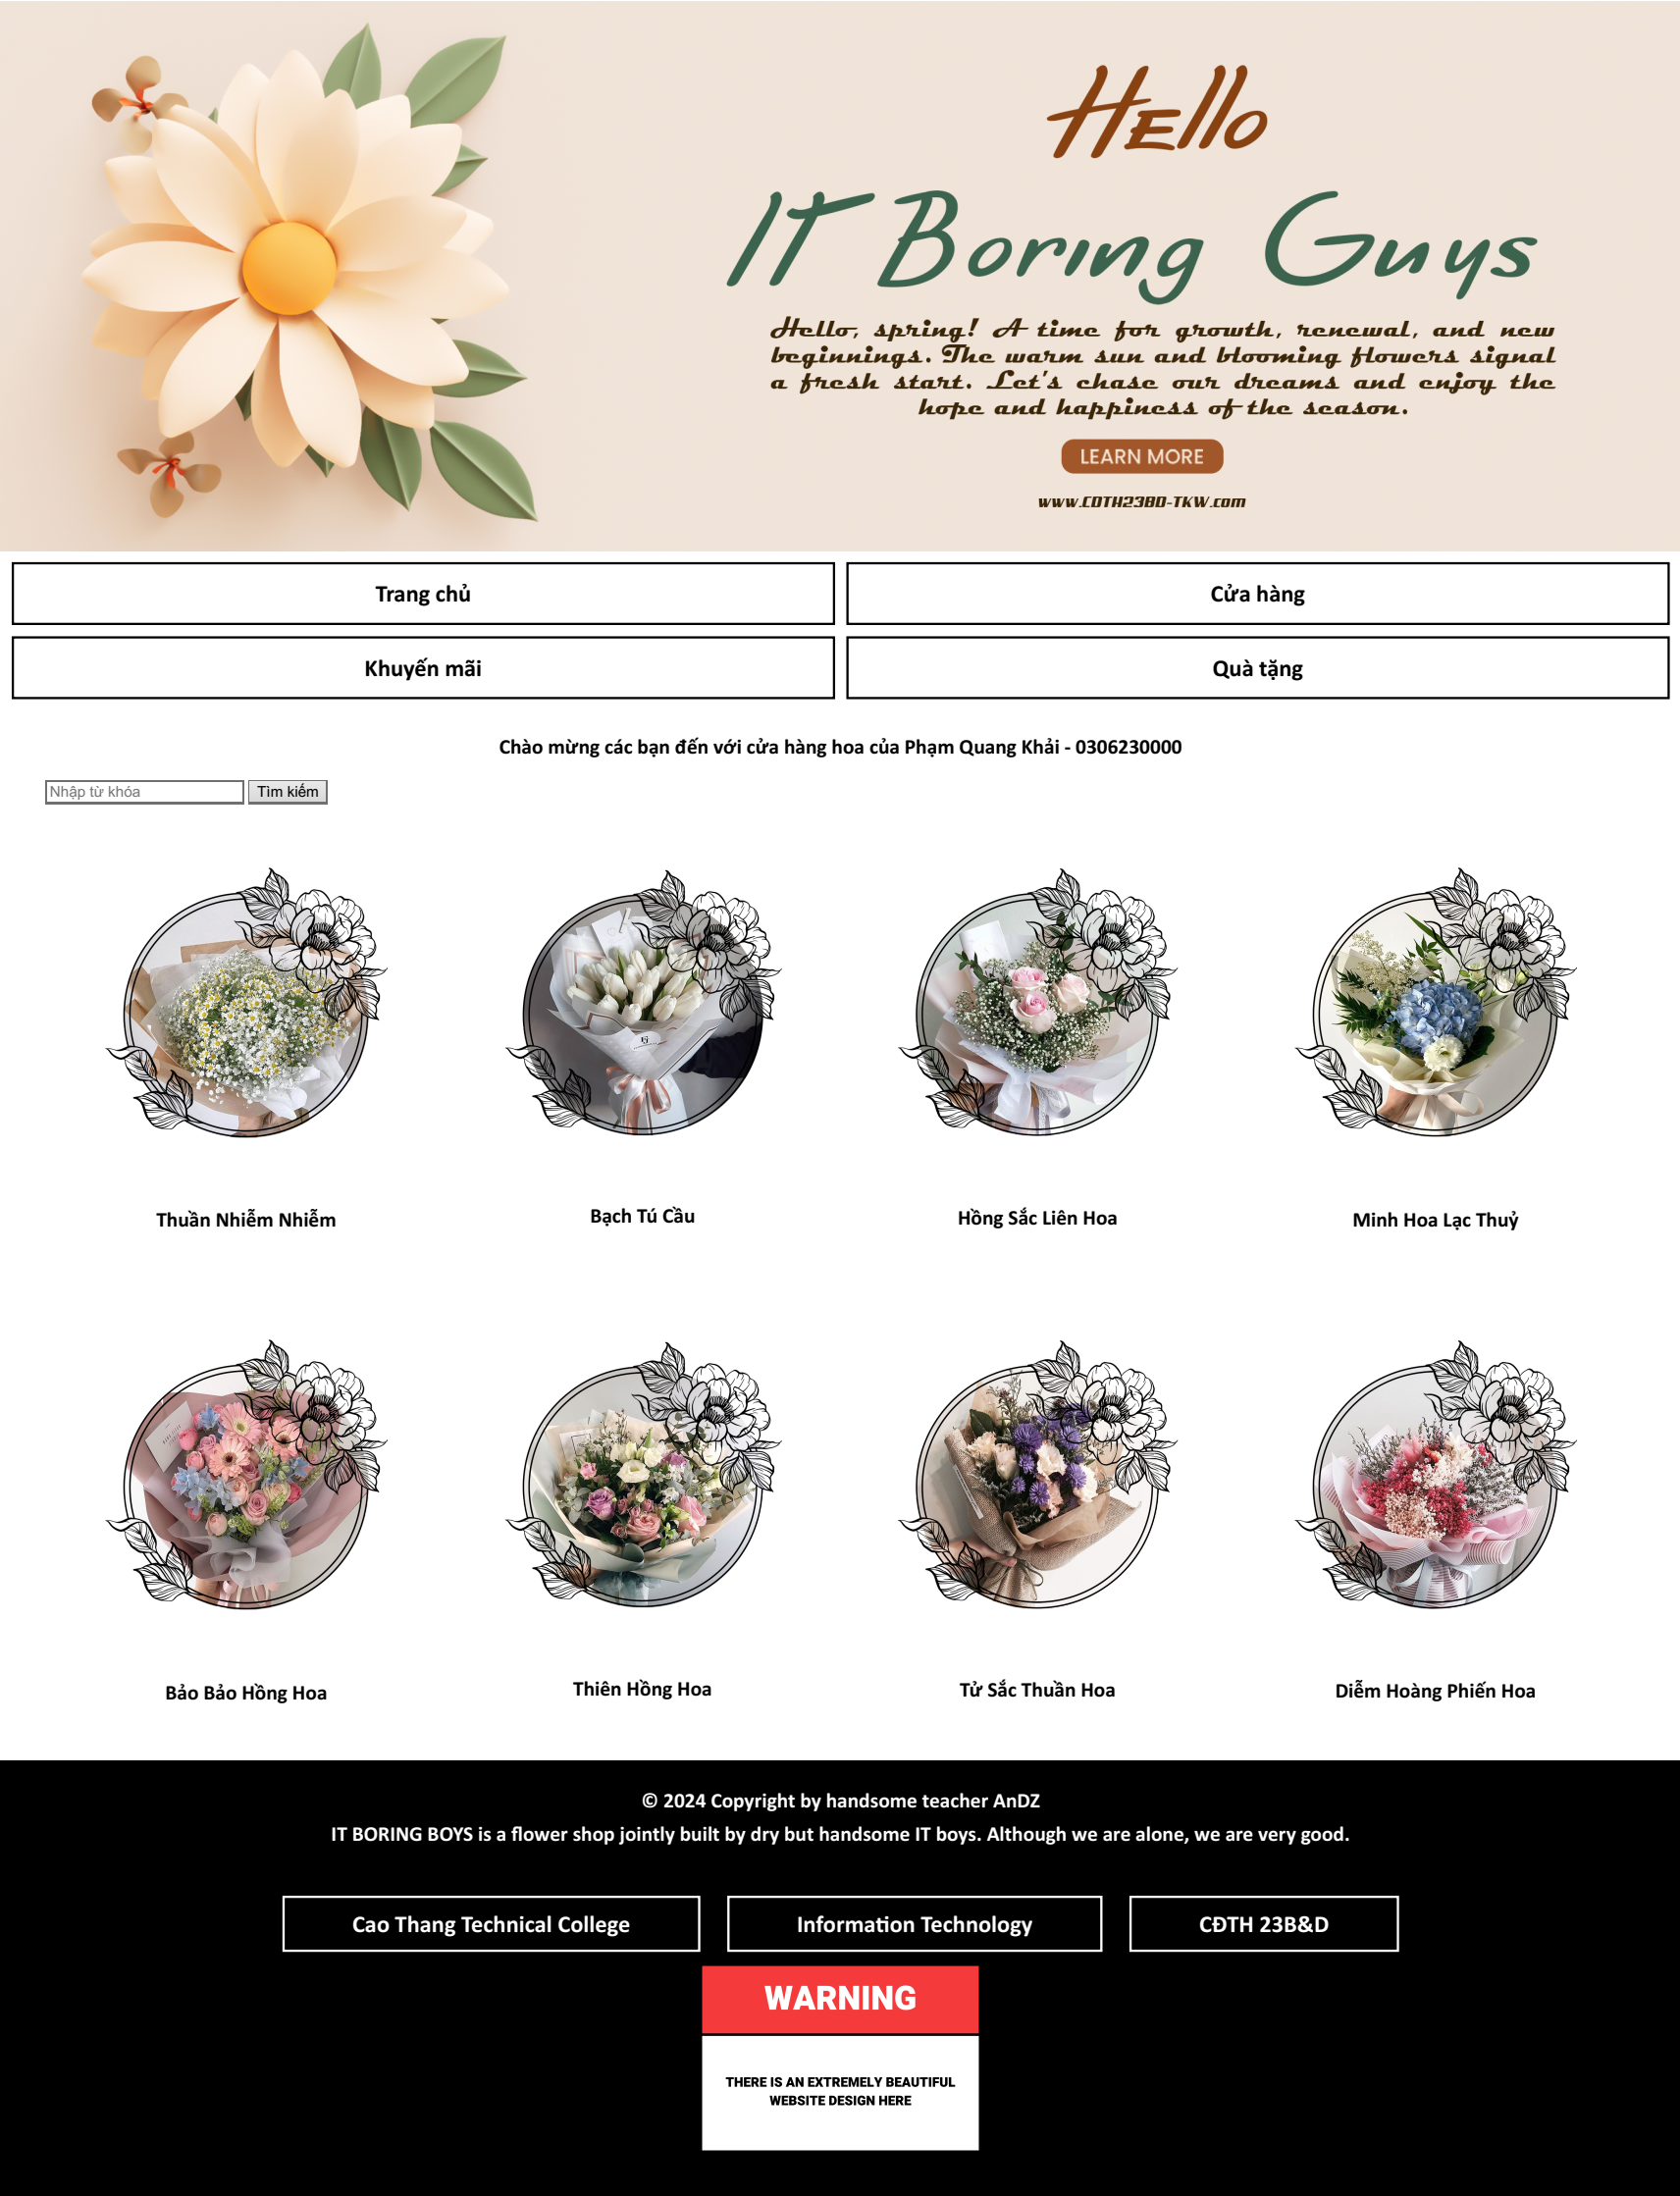 Hello
IT Boring Guys
Hello, spring! A time for growth, renewal, and new
beginnings. The warm sun and blooming flowers signal
a fresh start. Let's chase our dreams and enjoy the
hope and happiness of the season.
LEARN MORE
www.CDTH23BD-TKW.com
Trang chủ
Cửa hàng
Khuyến mãi
Quà tặng
Chào mừng các bạn đến với cửa hàng hoa của Phạm Quang Khải - 0306230000
Nhập từ khóa
Tìm kiếm
Thuần Nhiễm Nhiễm
Bạch Tú Cầu
Hồng Sắc Liên Hoa
Minh Hoa Lạc Thuỷ
Bảo Bảo Hồng Hoa
Thiên Hồng Hoa
Tử Sắc Thuần Hoa
Diễm Hoàng Phiến Hoa
© 2024 Copyright by handsome teacher AnDZ
IT BORING BOYS is a flower shop jointly built by dry but handsome IT boys. Although we are alone, we are very good.
Cao Thang Technical College
Information Technology
CĐTH 23B&D
WARNING
THERE IS AN EXTREMELY BEAUTIFUL
WEBSITE DESIGN HERE